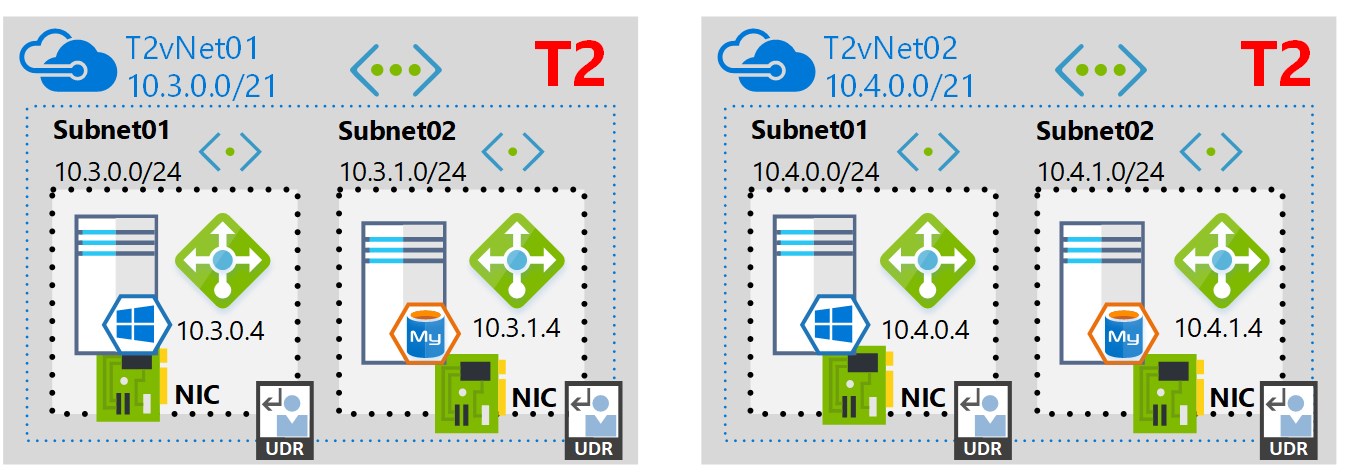 T2vNet01
10.3.0.0/21
T2
Subnet01
10.3.0.0/24
Subnet02
10.3.1.0/24
10.3.0.4
NIC
UDR
My
10.3.1.4
NIC
UDR
T2vNet02
10.4.0.0/21
T2
Subnet01
10.4.0.0/24
Subnet02
10.4.1.0/24
10.4.0.4
NIC
UDR
My
10.4.1.4
NIC
UDR